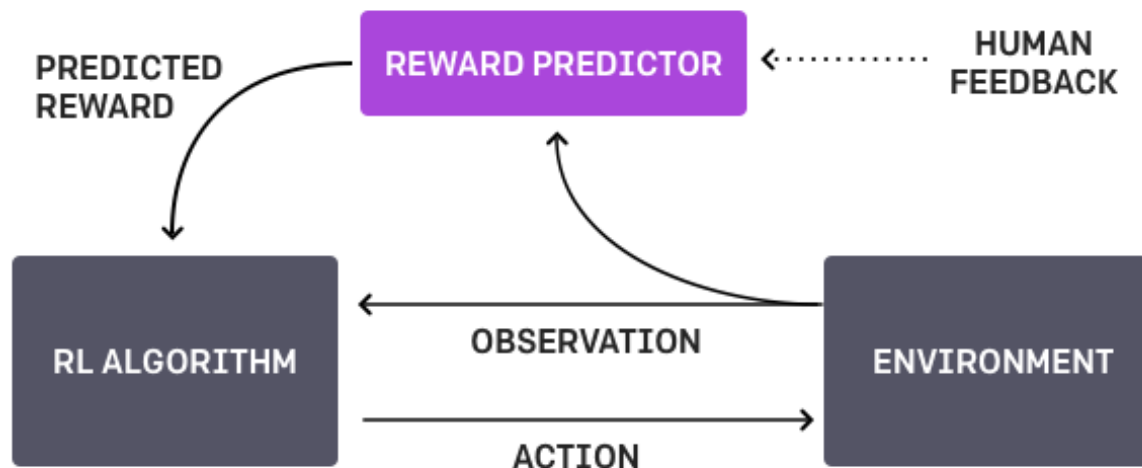 PREDICTED
REWARD
REWARD PREDICTOR
HUMAN
FEEDBACK
RL ALGORITHM
OBSERVATION
ACTION
ENVIRONMENT